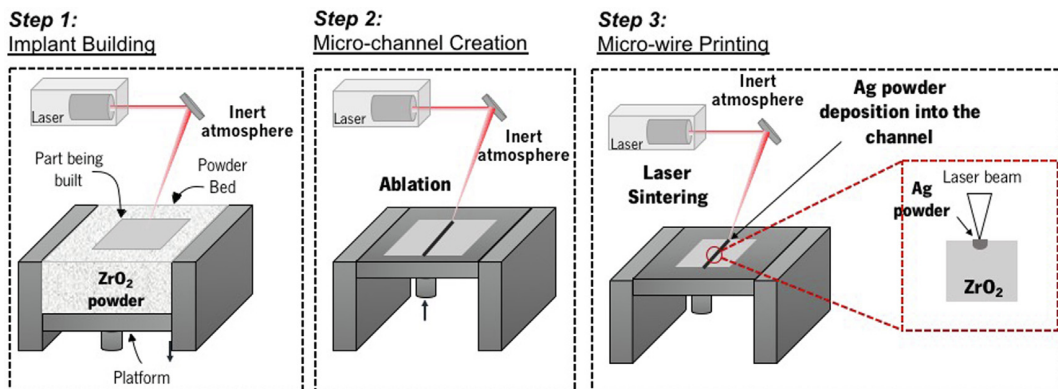 Step 1:
Implant Building
Laser
Inert
atmosphere
Part being
built
Powder
Bed
ZrO2
powder
Platform
Step 2:
Micro-channel Creation
Laser
Inert
atmosphere
Ablation
Step 3:
Micro-wire Printing
Laser
Inert
atmosphere
Ag powder
deposition into the
channel
Laser
Sintering
Laser beam
Ag
powder
ZrO2